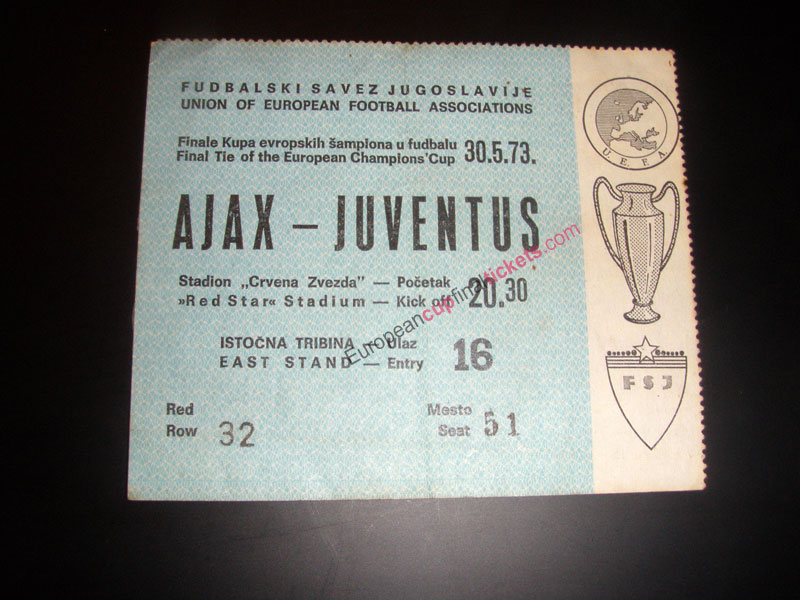 FUDBALSKI SAVEZ JUGOSLAVIJE
UNION OF EUROPEAN FOOTBALL ASSOCIATIONS
Finale Kupa evropskih šampiona u fudbalu
Final Tie of the European Champions' Cup 30.5.73.
AJAX – JUVENTUS
Stadion „Crvena Zvezda" — Početak
»Red Star« Stadium — Kick off 20.30
ISTOČNA TRIBINA — Ulaz
EAST STAND — Entry 16
Red
Row 32
Mesto
Seat 51
U.E.F.A
FSJ
Europeancupfinaltickets.com